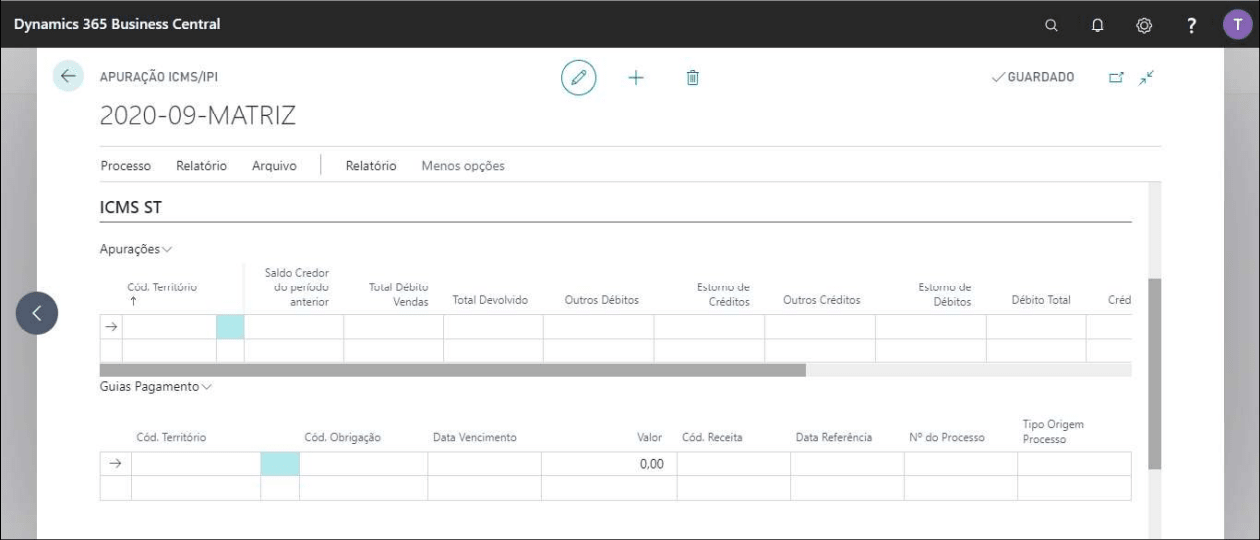 Dynamics 365 Business Central
?
T
APURAÇÃO ICMS/IPI
GUARDADO
2020-09-MATRIZ
Processo Relatório Arquivo | Relatório Menos opções
ICMS ST
Apurações
Cód. Território ↑ Saldo Credor do período anterior Total Débito Vendas Total Devolvido Outros Débitos Estorno de Créditos Outros Créditos Estorno de Débitos Débito Total Créd
Guias Pagamento
Cód. Território Cód. Obrigação Data Vencimento Valor Cód. Receita Data Referência Nº do Processo Tipo Origem Processo
0,00